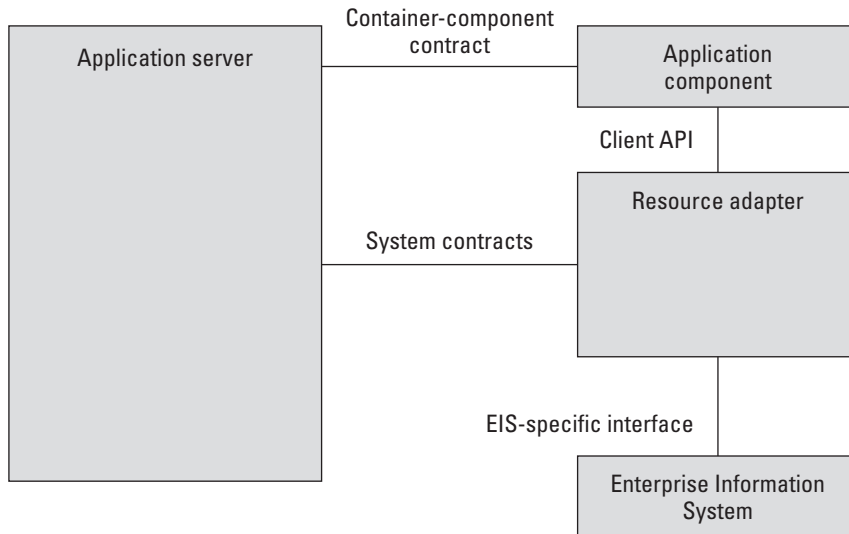 Container-component
contract
Application server
Application
component
Client API
Resource adapter
System contracts
EIS-specific interface
Enterprise Information
System